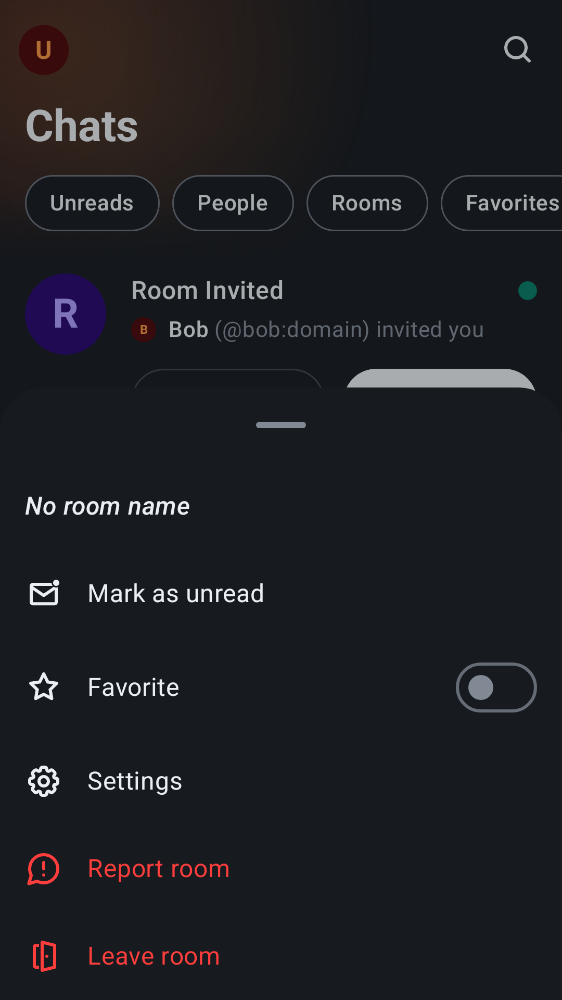 U
Chats
Unreads People Rooms Favorites
R
Room Invited
B Bob (@bob:domain) invited you
No room name
Mark as unread
Favorite
Settings
Report room
Leave room